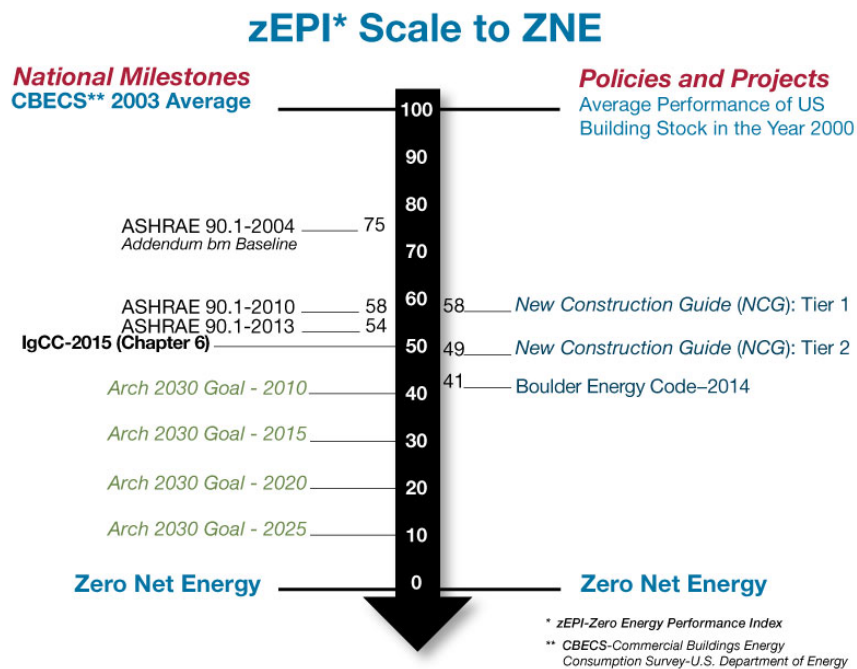 zEPI* Scale to ZNE
National Milestones
CBECS** 2003 Average
Policies and Projects
Average Performance of US
Building Stock in the Year 2000
100
90
80
ASHRAE 90.1-2004 75
Addendum bm Baseline
70
60
ASHRAE 90.1-2010 58
58 New Construction Guide (NCG): Tier 1
ASHRAE 90.1-2013 54
IgCC-2015 (Chapter 6)
50
49 New Construction Guide (NCG): Tier 2
41 Boulder Energy Code–2014
Arch 2030 Goal - 2010
40
Arch 2030 Goal - 2015
30
Arch 2030 Goal - 2020
20
Arch 2030 Goal - 2025
10
Zero Net Energy
0
Zero Net Energy
* zEPI-Zero Energy Performance Index
** CBECS-Commercial Buildings Energy
Consumption Survey-U.S. Department of Energy